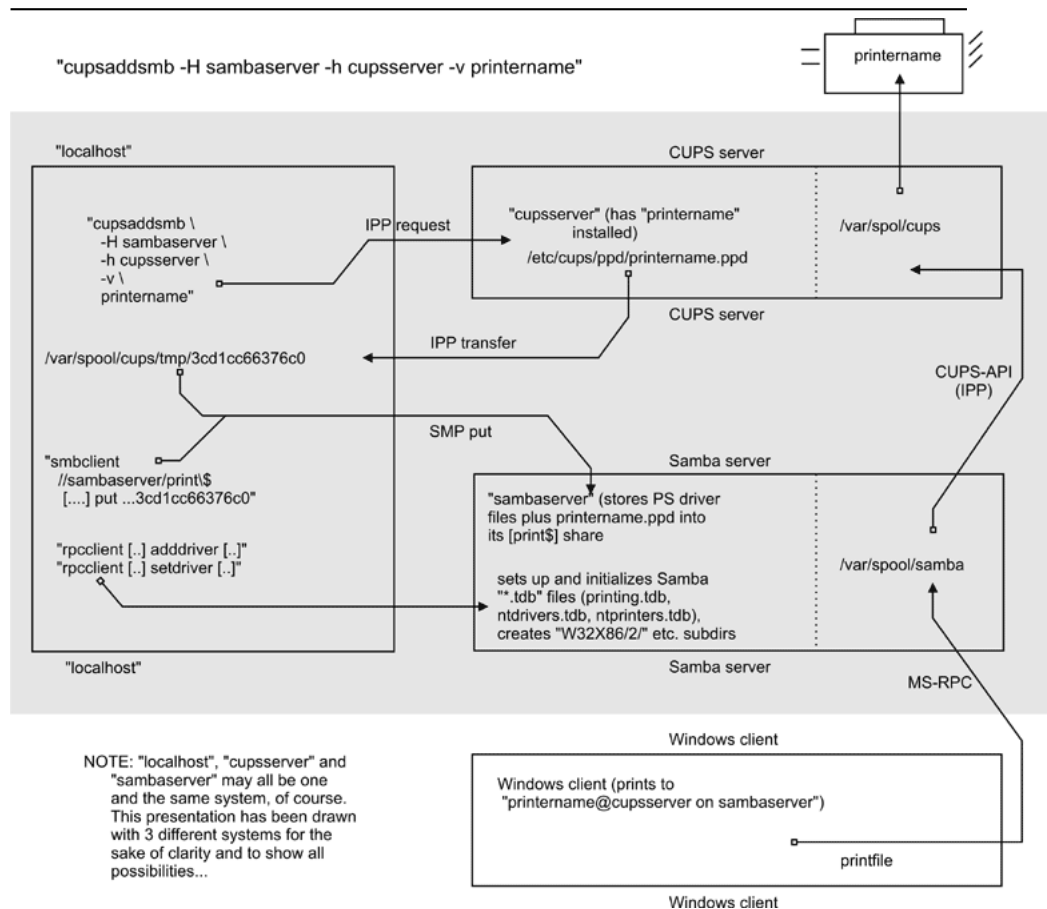 "cupsaddsmb -H sambaserver -h cupsserver -v printername"
printername
"localhost"
CUPS server
"cupsaddsmb \
-H sambaserver \
-h cupsserver \
-v \
printername"
IPP request
"cupsserver" (has "printername"
installed)
/etc/cups/ppd/printername.ppd
/var/spol/cups
CUPS server
IPP transfer
/var/spool/cups/tmp/3cd1cc66376c0
CUPS-API
(IPP)
SMP put
"smbclient
//sambaserver/print\$
[....] put ...3cd1cc66376c0"
Samba server
"sambaserver" (stores PS driver
files plus printername.ppd into
its [print$] share
"rpcclient [..] adddriver [..]"
"rpcclient [..] setdriver [..]"
sets up and initializes Samba
"*.tdb" files (printing.tdb,
ntdrivers.tdb, ntprinters.tdb),
creates "W32X86/2/" etc. subdirs
/var/spool/samba
"localhost"
Samba server
MS-RPC
NOTE: "localhost", "cupsserver" and
"sambaserver" may all be one
and the same system, of course.
This presentation has been drawn
with 3 different systems for the
sake of clarity and to show all
possibilities...
Windows client
Windows client (prints to
"printername@cupsserver on sambaserver")
printfile
Windows client